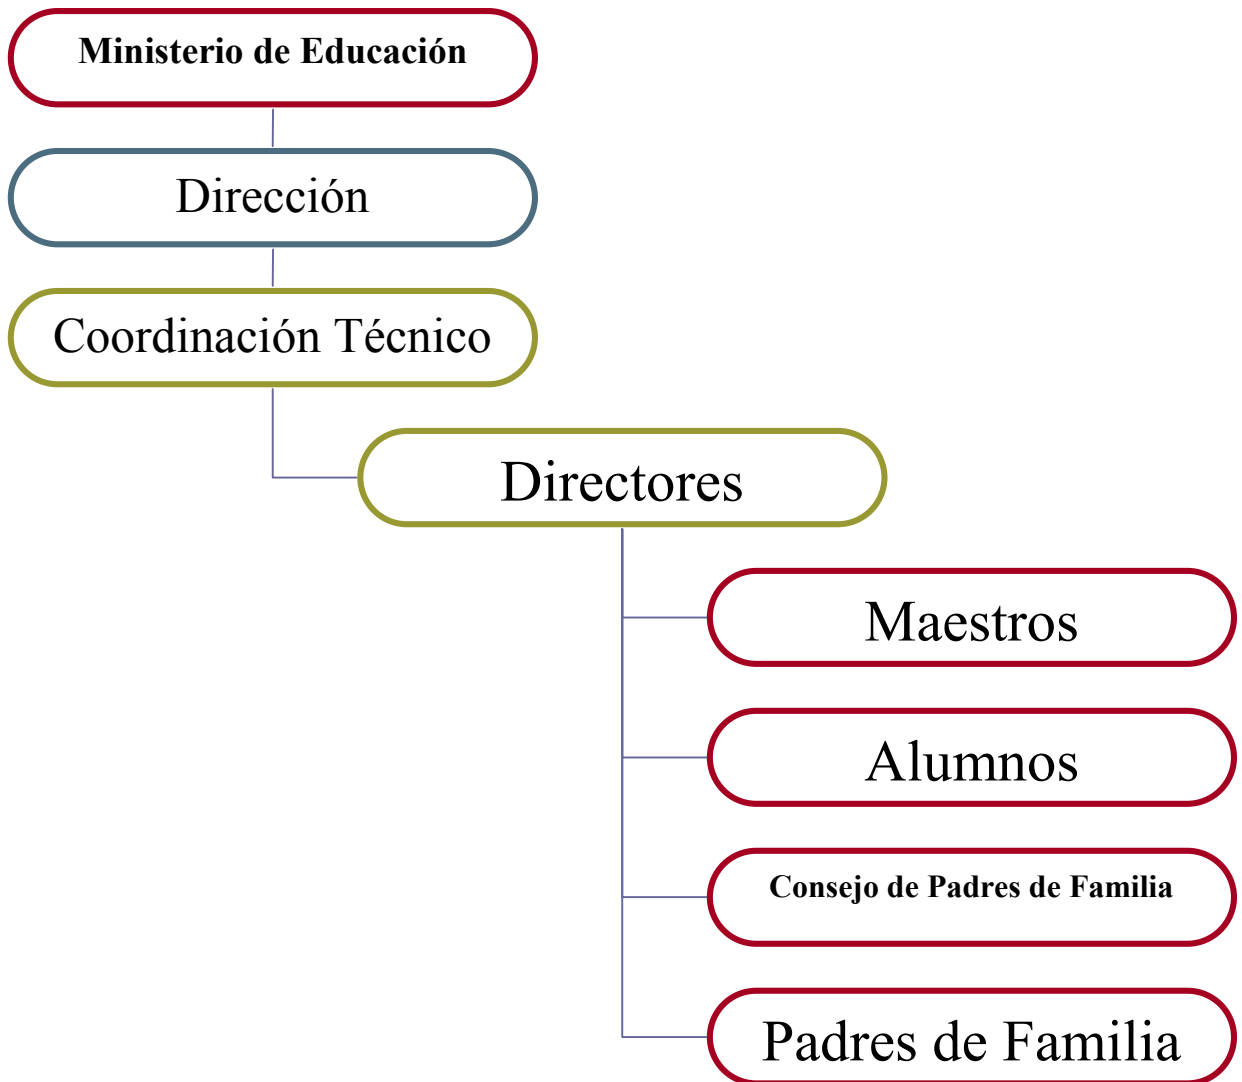 Ministerio de Educación
Dirección
Coordinación Técnico
Directores
Maestros
Alumnos
Consejo de Padres de Familia
Padres de Familia